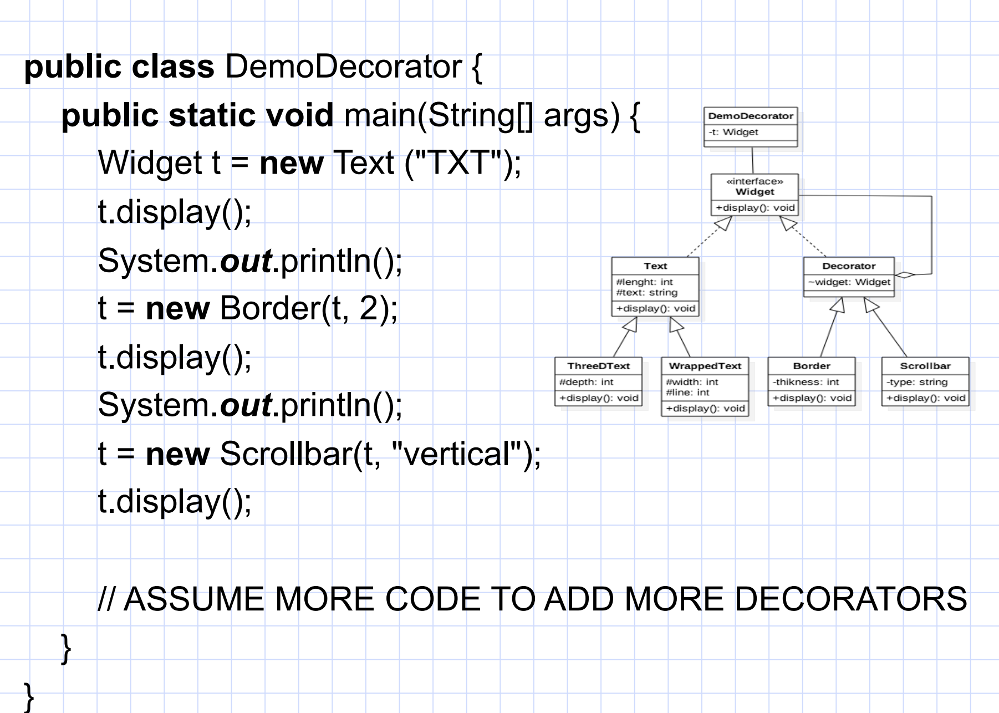 public class DemoDecorator {
public static void main(String[] args) {
Widget t = new Text ("TXT");
t.display();
System.out.println();
t = new Border(t, 2);
t.display();
System.out.println();
t = new Scrollbar(t, "vertical");
t.display();
// ASSUME MORE CODE TO ADD MORE DECORATORS
}
}
DemoDecorator
-t: Widget
«interface»
Widget
+display(): void
Text
#lenght: int
#text: string
+display(): void
Decorator
~widget: Widget
ThreeDText
#depth: int
+display(): void
WrappedText
#width: int
#line: int
+display(): void
Border
-thikness: int
+display(): void
Scrollbar
-type: string
+display(): void